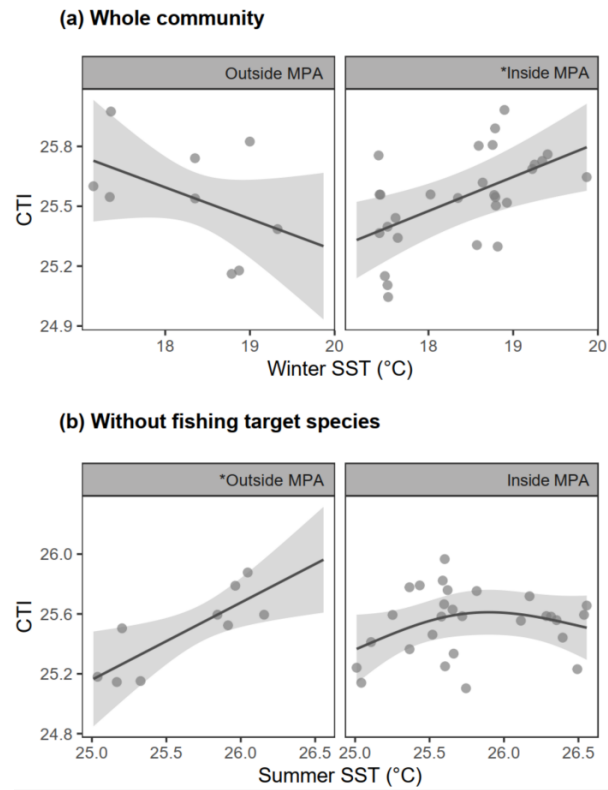 (a) Whole community
Outside MPA
*Inside MPA
CTI
25.8
25.5
25.2
24.9
18
19
20
18
19
20
Winter SST (°C)
(b) Without fishing target species
*Outside MPA
Inside MPA
CTI
26.0
25.6
25.2
24.8
25.0
25.5
26.0
26.5
25.0
25.5
26.0
26.5
Summer SST (°C)